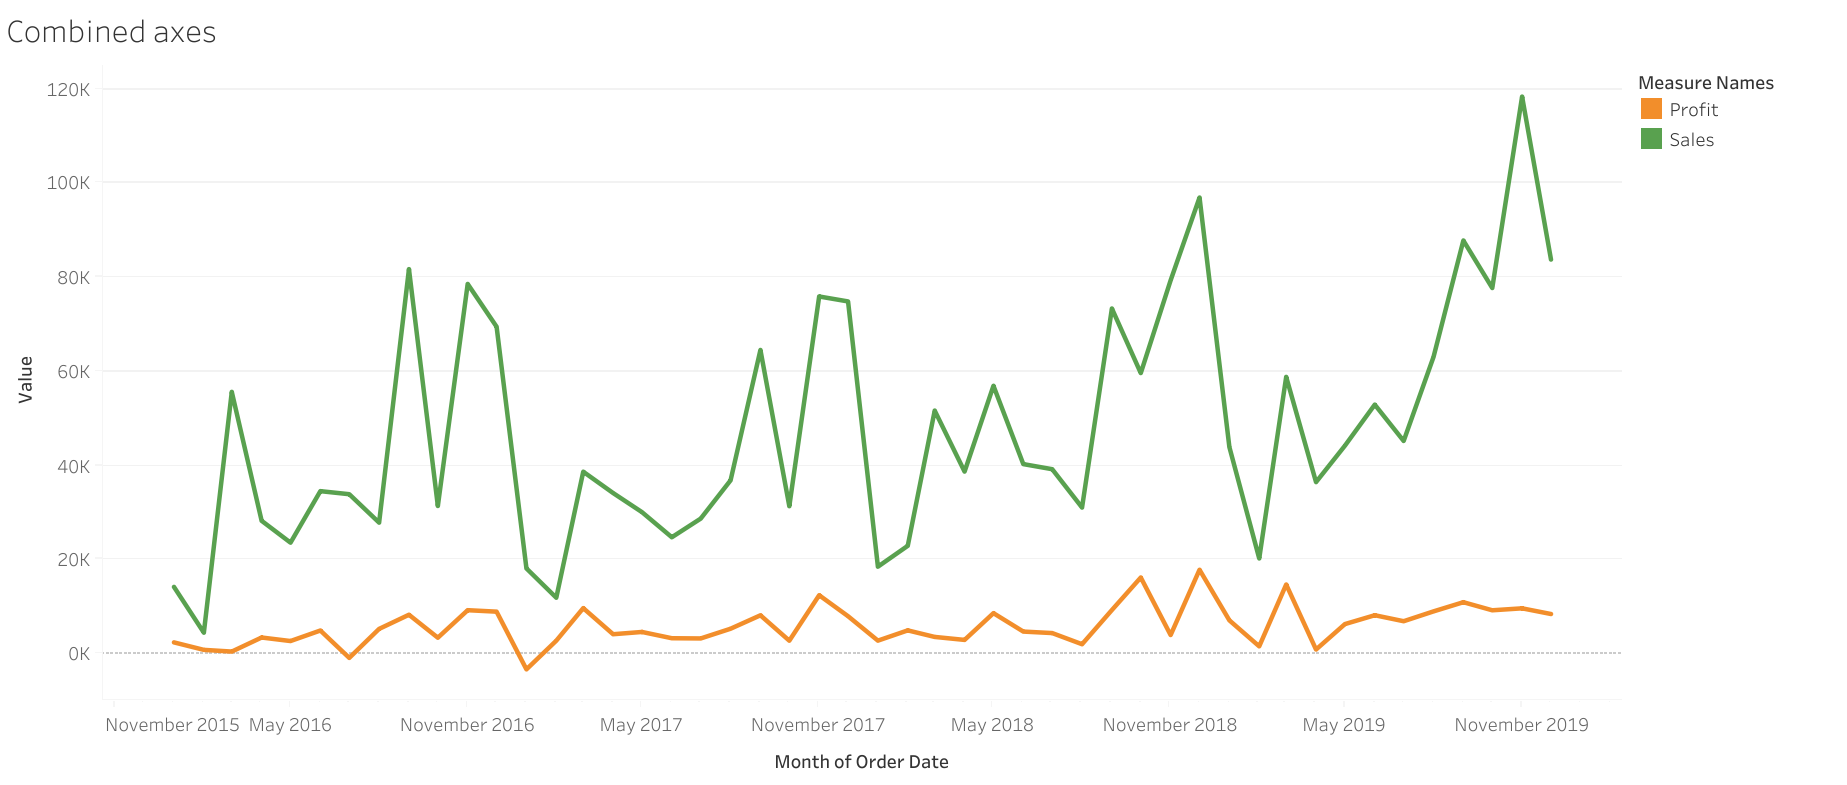 Combined axes
Measure Names
Profit
Sales
120K
100K
80K
60K
40K
20K
0K
Value
November 2015 May 2016 November 2016 May 2017 November 2017 May 2018 November 2018 May 2019 November 2019
Month of Order Date